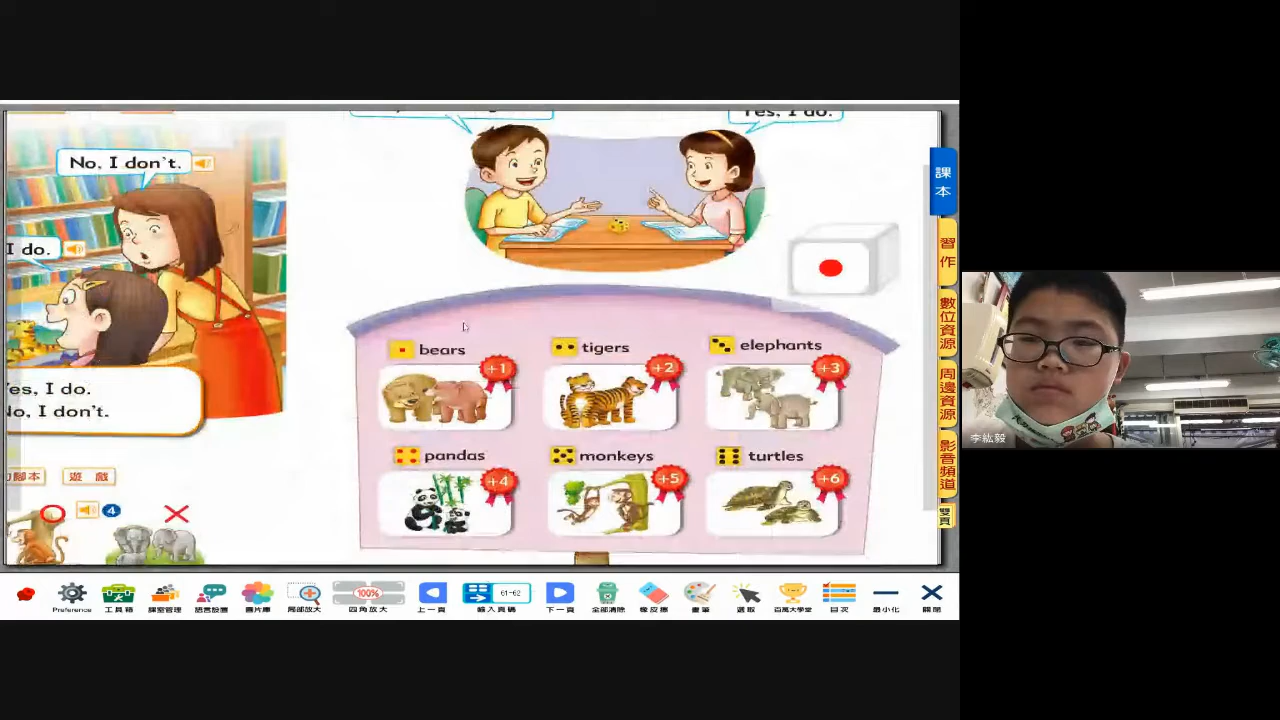 Yes, I do.
No, I don't.
I do.
Yes, I do.
No, I don't.
遊戲
4
bears
+1
tigers
+2
elephants
+3
pandas
+4
monkeys
+5
turtles
+6
課本
習作
數位資源
周邊資源
影音頻道
雙頁
李紘毅
Preference
工具箱
課室管理
語言設置
圖片庫
局部放大
100%
四角放大
上一頁
61-62
輸入頁碼
下一頁
全部清除
橡皮擦
畫筆
選取
百萬大學堂
目次
最小化
關閉